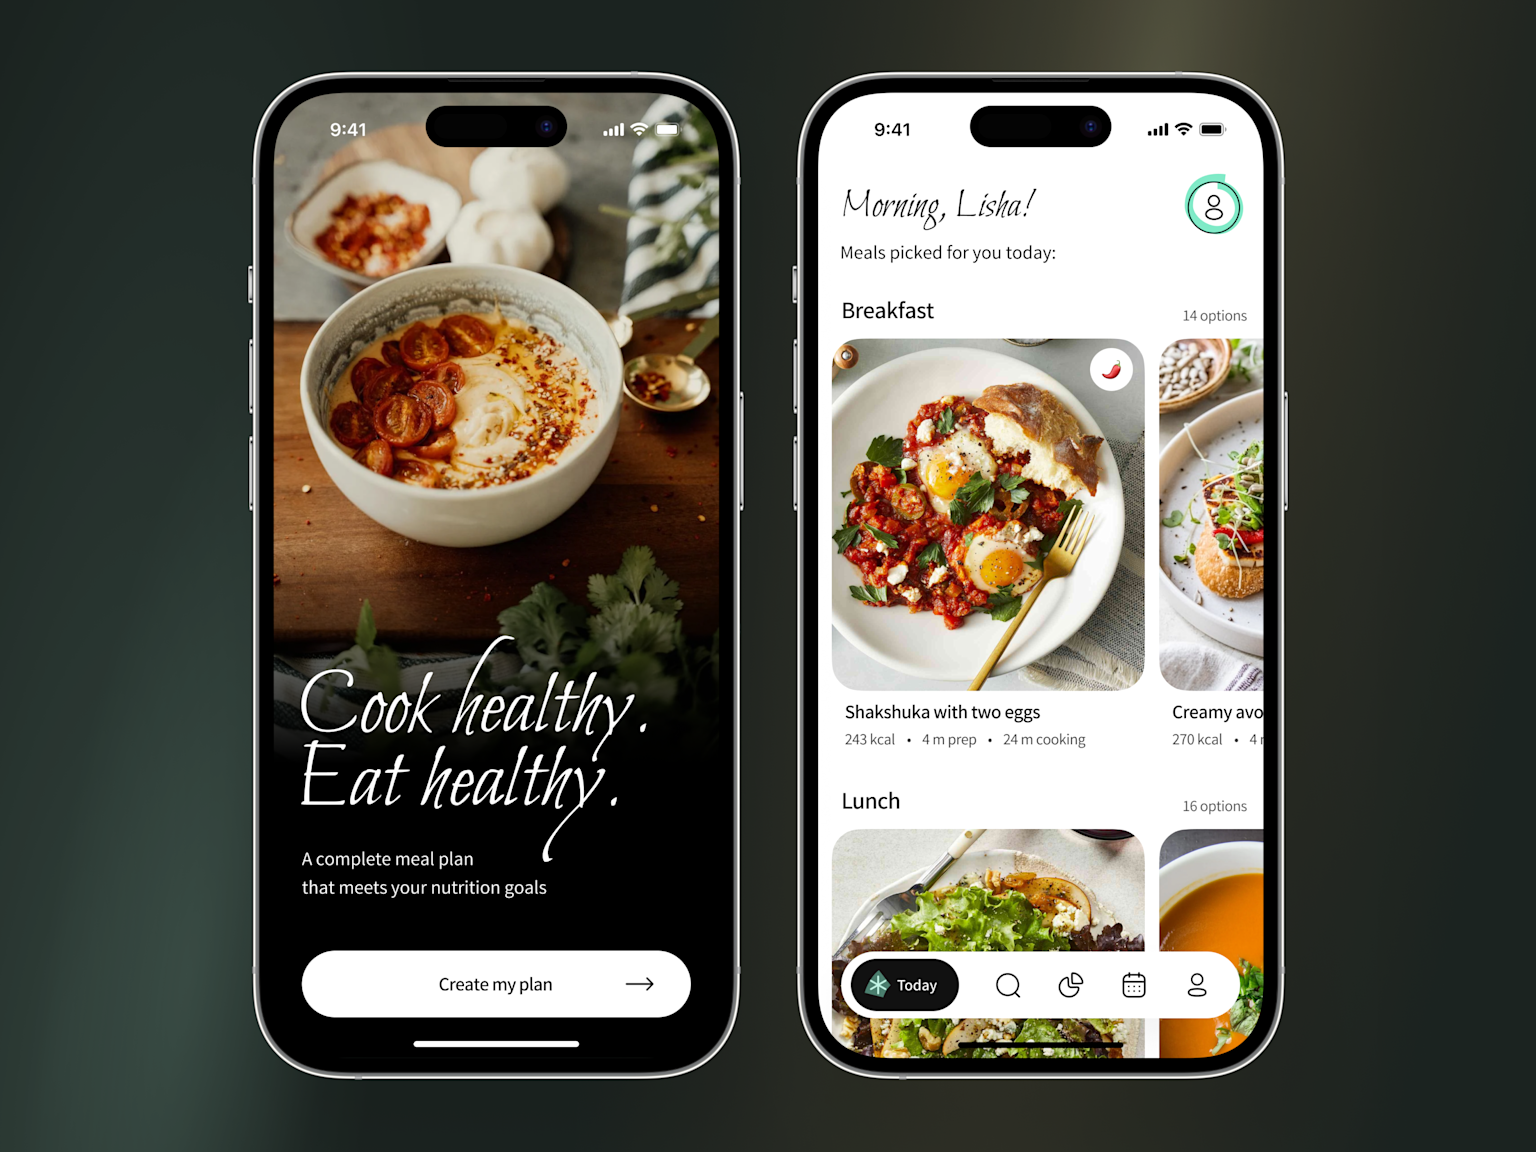 9:41
Cook healthy.
Eat healthy.
A complete meal plan
that meets your nutrition goals
Create my plan
9:41
Morning, Lisha!
Meals picked for you today:
Breakfast
14 options
Shakshuka with two eggs
243 kcal • 4 m prep • 24 m cooking
Creamy avo
270 kcal • 4
Lunch
16 options
Today